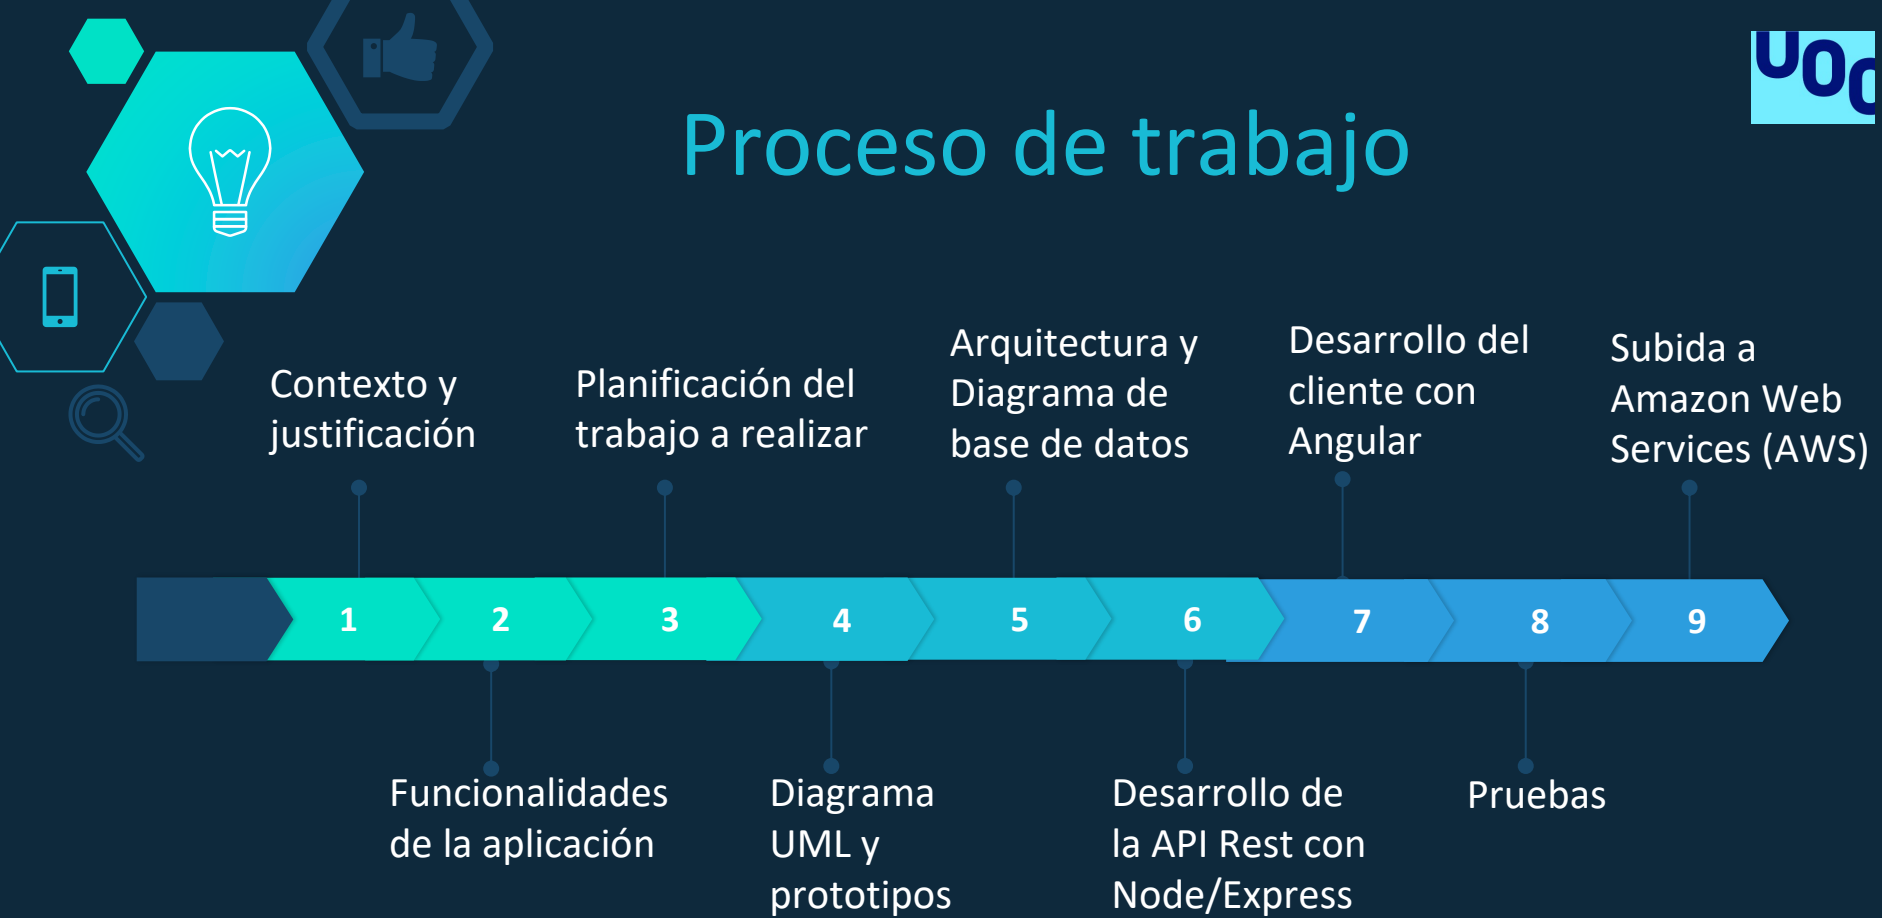 UOC
Proceso de trabajo
Contexto y
justificación
Planificación del
trabajo a realizar
Arquitectura y
Diagrama de
base de datos
Desarrollo del
cliente con
Angular
Subida a
Amazon Web
Services (AWS)
1
2
3
4
5
6
7
8
9
Funcionalidades
de la aplicación
Diagrama
UML y
prototipos
Desarrollo de
la API Rest con
Node/Express
Pruebas